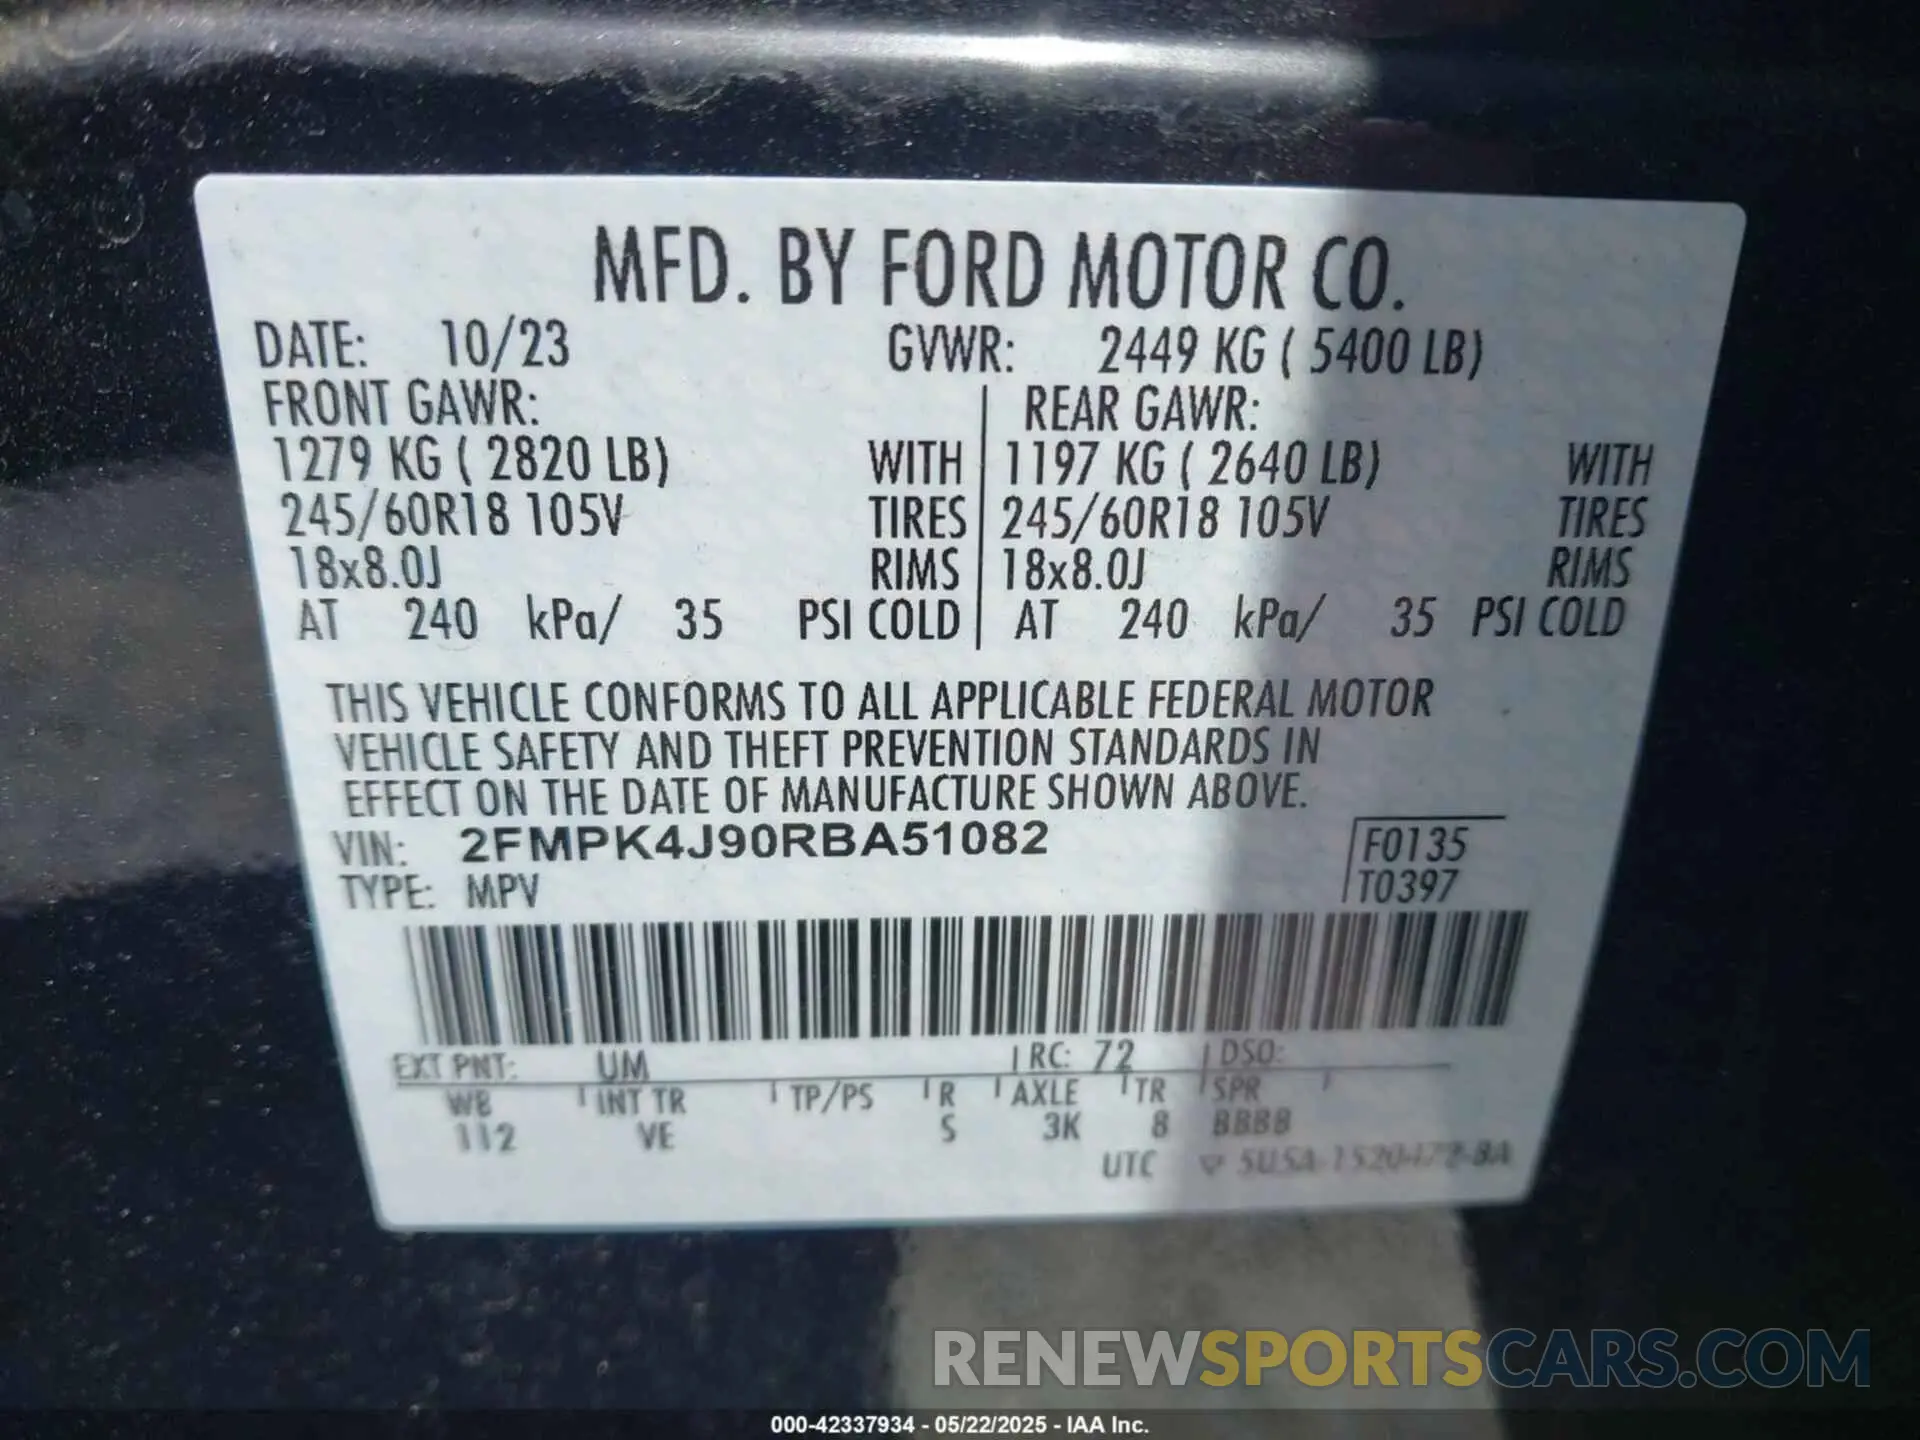 MFD. BY FORD MOTOR CO.
DATE: 10/23 GVWR: 2449 KG ( 5400 LB)
FRONT GAWR: REAR GAWR:
1279 KG ( 2820 LB) WITH 1197 KG ( 2640 LB) WITH
245/60R18 105V TIRES 245/60R18 105V TIRES
18x8.0J RIMS 18x8.0J RIMS
AT 240 kPa/ 35 PSI COLD AT 240 kPa/ 35 PSI COLD
THIS VEHICLE CONFORMS TO ALL APPLICABLE FEDERAL MOTOR
VEHICLE SAFETY AND THEFT PREVENTION STANDARDS IN
EFFECT ON THE DATE OF MANUFACTURE SHOWN ABOVE.
VIN: 2FMPK4J90RBA51082 F0135
TYPE: MPV T0397
EXT PNT: UM RC: 72 DSO:
WB INT TR TP/PS R AXLE TR SPR
112 VE S 3K 8 BBBB
UTC
RENEWSPORTSCARS.COM
000-42337934 - 05/22/2025 - IAA Inc.